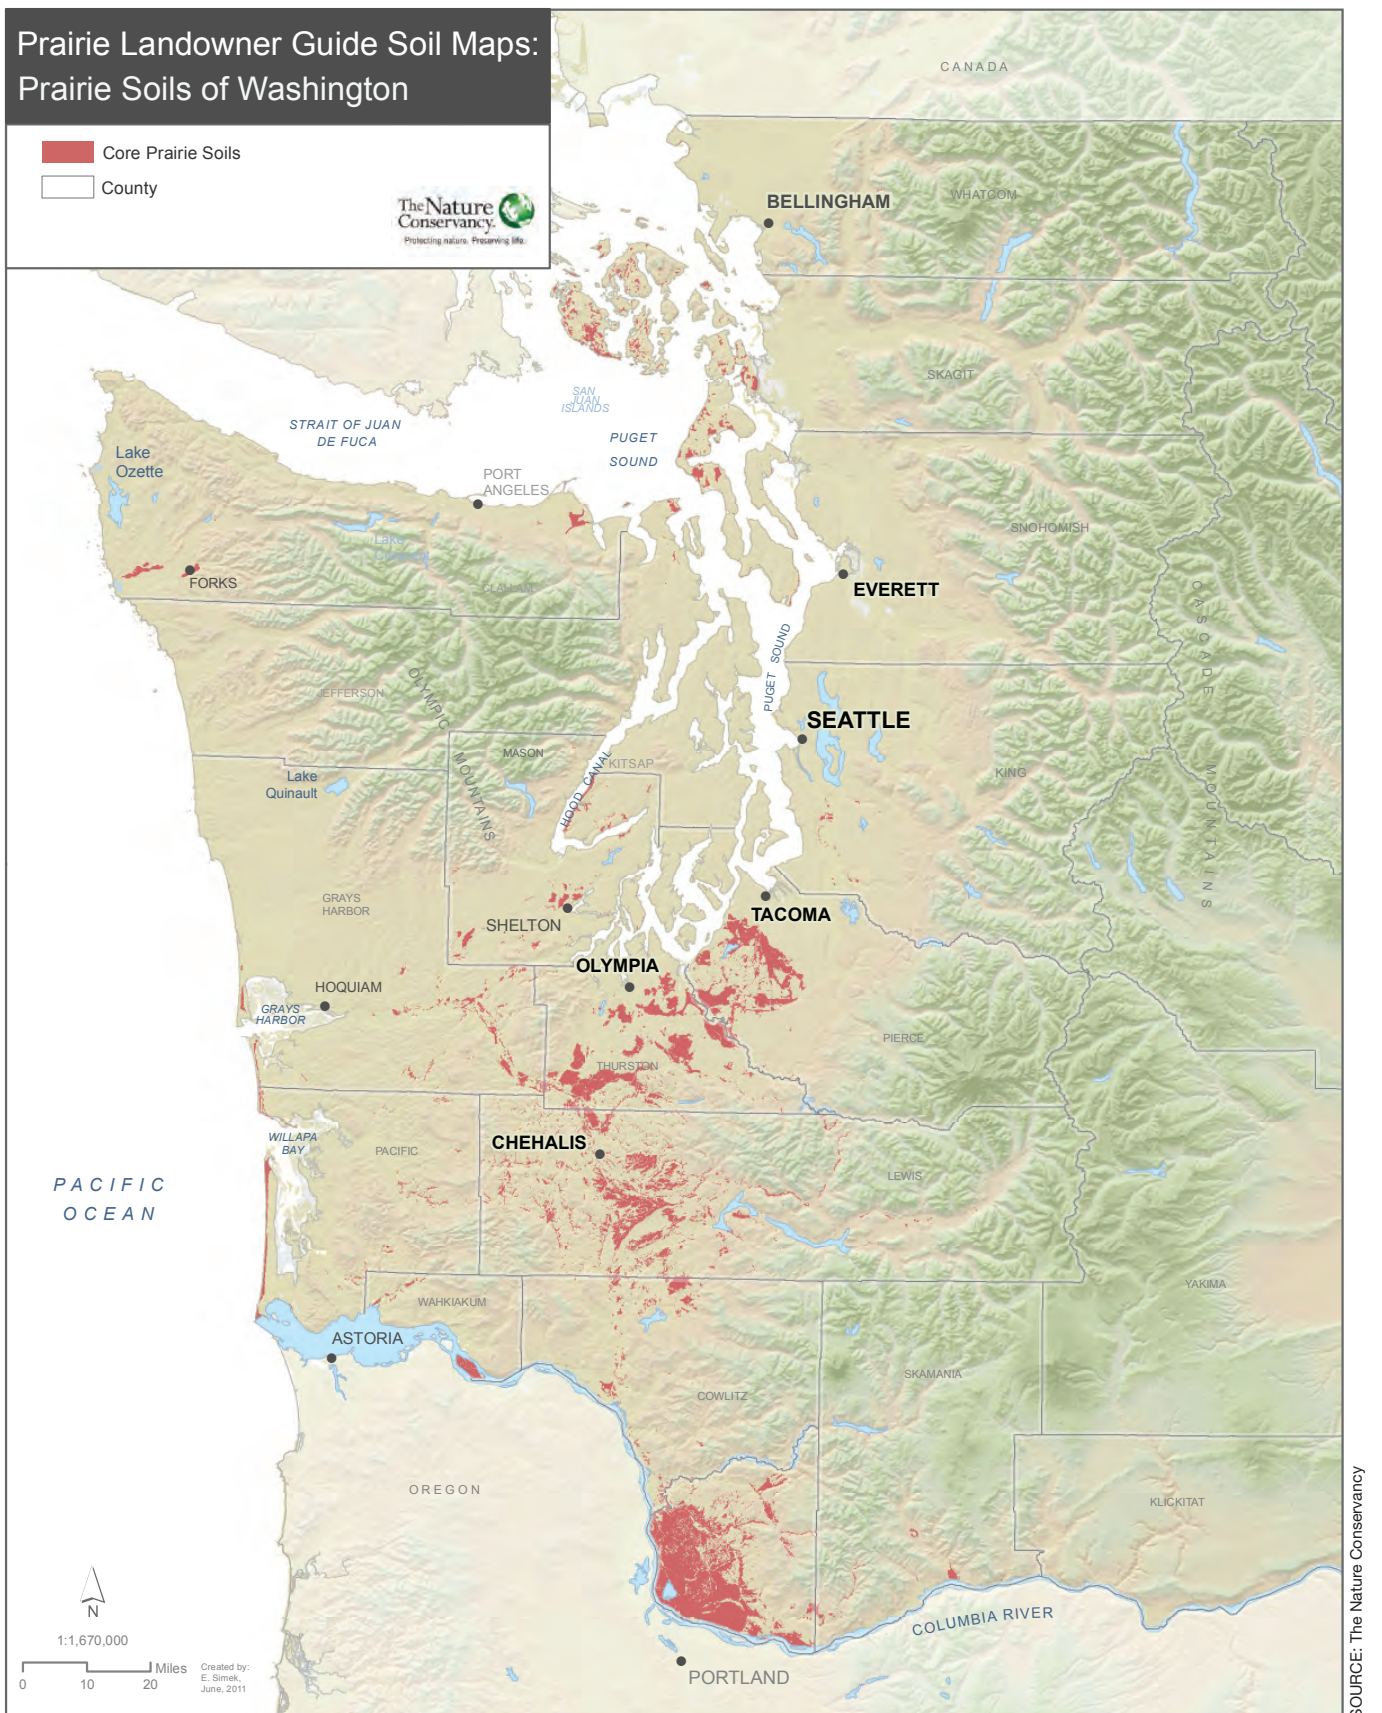 Prairie Landowner Guide Soil Maps:
Prairie Soils of Washington
Core Prairie Soils
County
The Nature
Conservancy.
Protecting nature. Preserving life.
CANADA
WHATCOM
BELLINGHAM
SKAGIT
SAN
JUAN
ISLANDS
STRAIT OF JUAN
DE FUCA
PUGET
SOUND
Lake
Ozette
PORT
ANGELES
SNOHOMISH
Lake
Crescent
FORKS
CLALLAM
EVERETT
CASCADE
MOUNTAINS
PUGET SOUND
JEFFERSON
OLYMPIC
MOUNTAINS
SEATTLE
MASON
KITSAP
HOOD CANAL
KING
Lake
Quinault
GRAYS
HARBOR
SHELTON
TACOMA
OLYMPIA
HOQUIAM
GRAYS
HARBOR
PIERCE
THURSTON
WILLAPA
BAY
PACIFIC
CHEHALIS
LEWIS
PACIFIC
OCEAN
YAKIMA
WAHKIAKUM
ASTORIA
SKAMANIA
COWLITZ
OREGON
KLICKITAT
N
1:1,670,000
Miles
0 10 20
Created by:
E. Simek,
June, 2011
COLUMBIA RIVER
PORTLAND
SOURCE: The Nature Conservancy